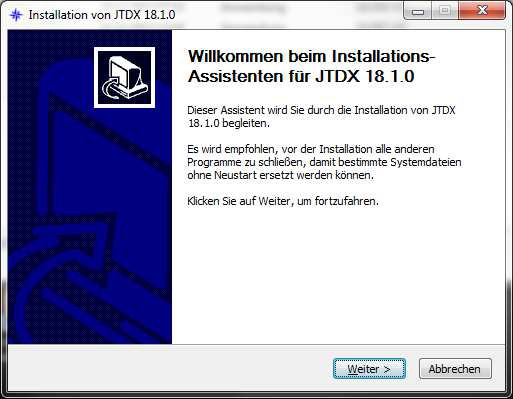 Installation von JTDX 18.1.0
Willkommen beim Installations-
Assistenten für JTDX 18.1.0
Dieser Assistent wird Sie durch die Installation von JTDX
18.1.0 begleiten.
Es wird empfohlen, vor der Installation alle anderen
Programme zu schließen, damit bestimmte Systemdateien
ohne Neustart ersetzt werden können.
Klicken Sie auf Weiter, um fortzufahren.
Weiter >
Abbrechen